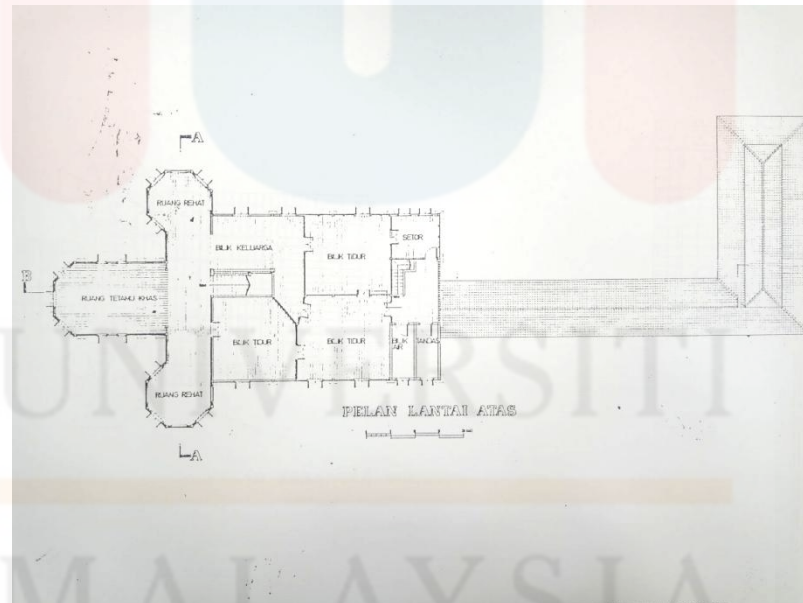 A
RUANG REHAT
BILIK KELUARGA
BILIK TIDUR
SETOR
B
RUANG TETAMU KHAS
BILIK TIDUR
BILIK TIDUR
BILIK
AIR
TANDAS
RUANG REHAT
PELAN LANTAI ATAS
A
UNIVERSITI
MALAYSIA